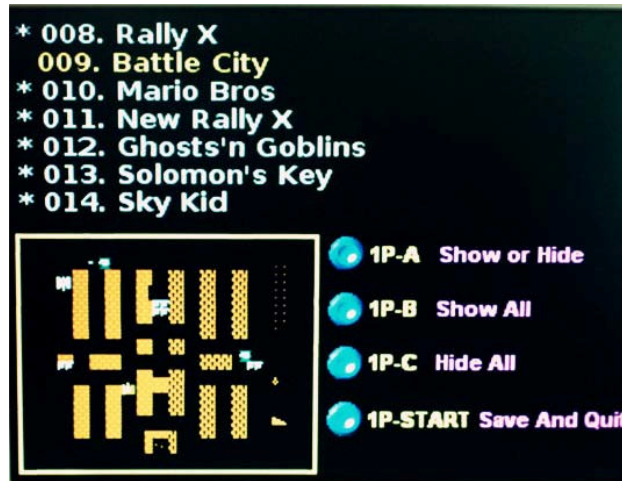 * 008. Rally X
009. Battle City
* 010. Mario Bros
* 011. New Rally X
* 012. Ghosts'n Goblins
* 013. Solomon's Key
* 014. Sky Kid
1P-A Show or Hide
1P-B Show All
1P-C Hide All
1P-START Save And Quit